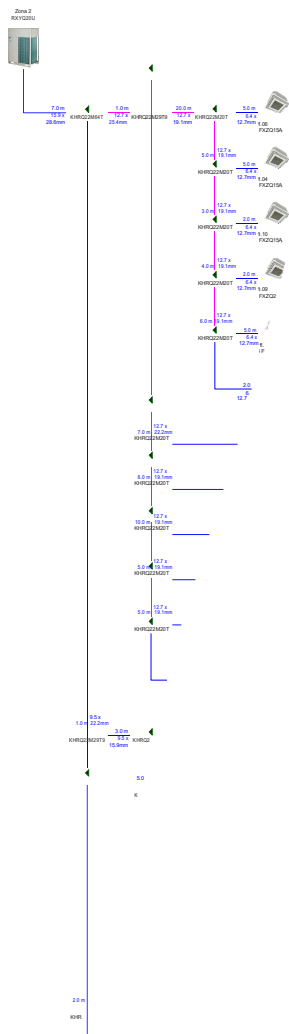 Zona 2
RXYQ20U
7.0 m
15.9 x
28.6mm
KHRQ22M64T
1.0 m
12.7 x
25.4mm
KHRQ22M29T9
20.0 m
12.7 x
19.1mm
KHRQ22M20T
5.0 m
6.4 x
12.7mm
1.06
FXZQ15A
12.7 x
5.0 m 19.1mm
KHRQ22M20T
5.0 m
6.4 x
12.7mm
1.04
FXZQ15A
12.7 x
3.0 m 19.1mm
KHRQ22M20T
2.0 m
6.4 x
12.7mm
1.10
FXZQ15A
12.7 x
4.0 m 19.1mm
KHRQ22M20T
2.0 m
6.4 x
12.7mm
1.09
FXZQ2
12.7 x
6.0 m 19.1mm
KHRQ22M20T
5.0 m
6.4 x
12.7mm
2.0
6.
12.7
12.7 x
7.0 m 22.2mm
KHRQ22M20T
12.7 x
6.0 m 19.1mm
KHRQ22M20T
12.7 x
10.0 m 19.1mm
KHRQ22M20T
12.7 x
5.0 m 19.1mm
KHRQ22M20T
12.7 x
5.0 m 19.1mm
KHRQ22M20T
9.5 x
1.0 m 22.2mm
KHRQ22M29T9
3.0 m
9.5 x
15.9mm
KHRQ2
5.0
K
2.0 m
KHR